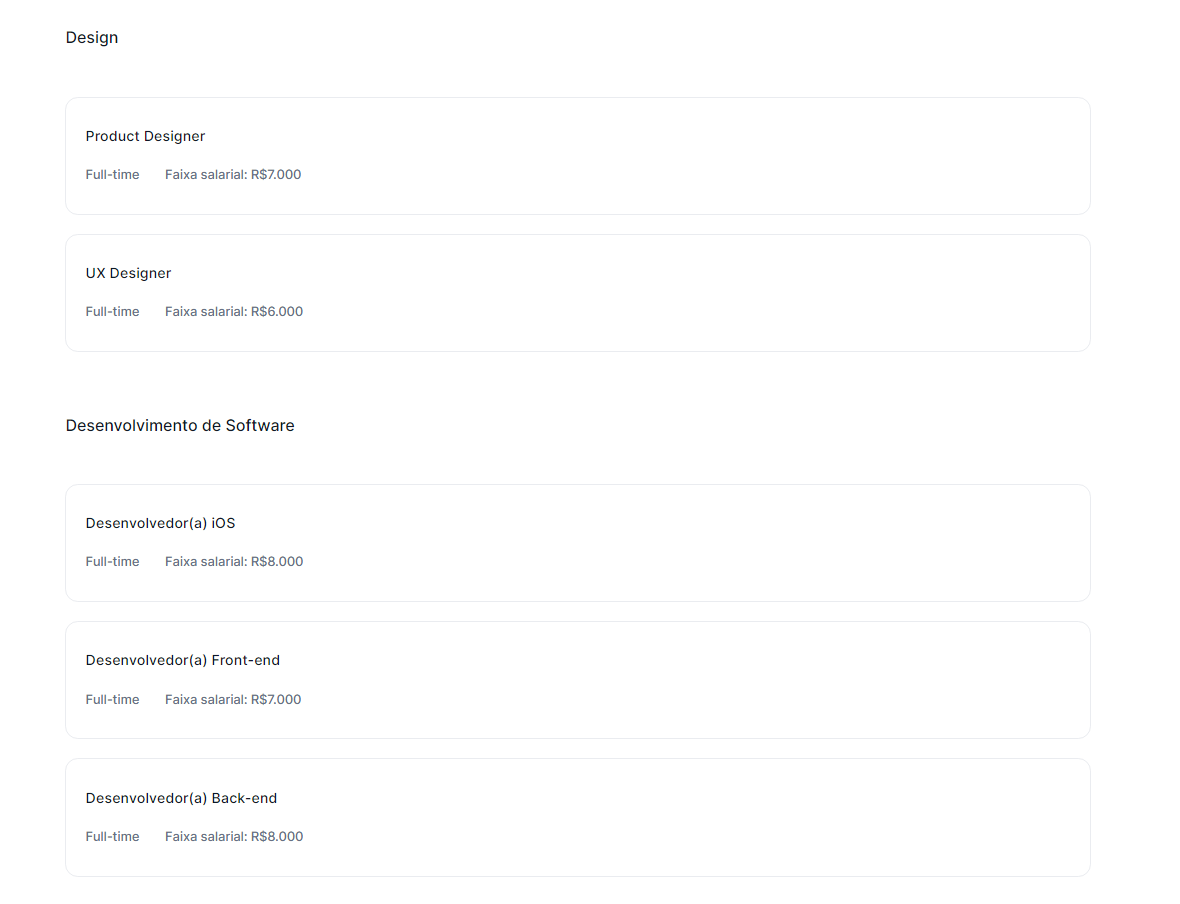 Design
Product Designer
Full-time Faixa salarial: R$7.000
UX Designer
Full-time Faixa salarial: R$6.000
Desenvolvimento de Software
Desenvolvedor(a) iOS
Full-time Faixa salarial: R$8.000
Desenvolvedor(a) Front-end
Full-time Faixa salarial: R$7.000
Desenvolvedor(a) Back-end
Full-time Faixa salarial: R$8.000